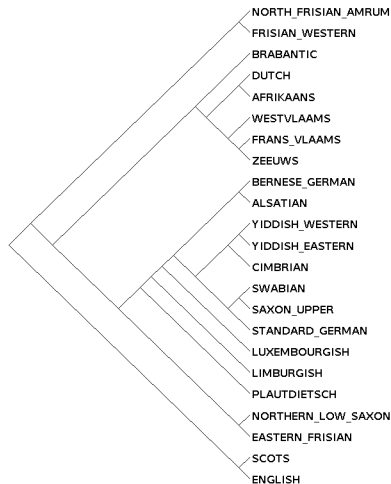 NORTH_FRISIAN_AMRUM
FRISIAN_WESTERN
BRABANTIC
DUTCH
AFRIKAANS
WESTVLAAMS
FRANS_VLAAMS
ZEEUWS
BERNESE_GERMAN
ALSATIAN
YIDDISH_WESTERN
YIDDISH_EASTERN
CIMBRIAN
SWABIAN
SAXON_UPPER
STANDARD_GERMAN
LUXEMBOURGISH
LIMBURGISH
PLAUTDIETSCH
NORTHERN_LOW_SAXON
EASTERN_FRISIAN
SCOTS
ENGLISH